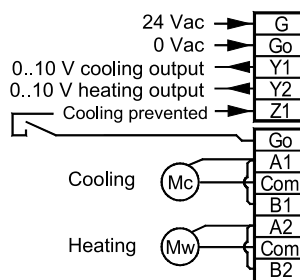 24 Vac G
0 Vac Go
0..10 V cooling output Y1
0..10 V heating output Y2
Cooling prevented Z1
Go
A1
Cooling Mc Com
B1
A2
Heating Mw Com
B2